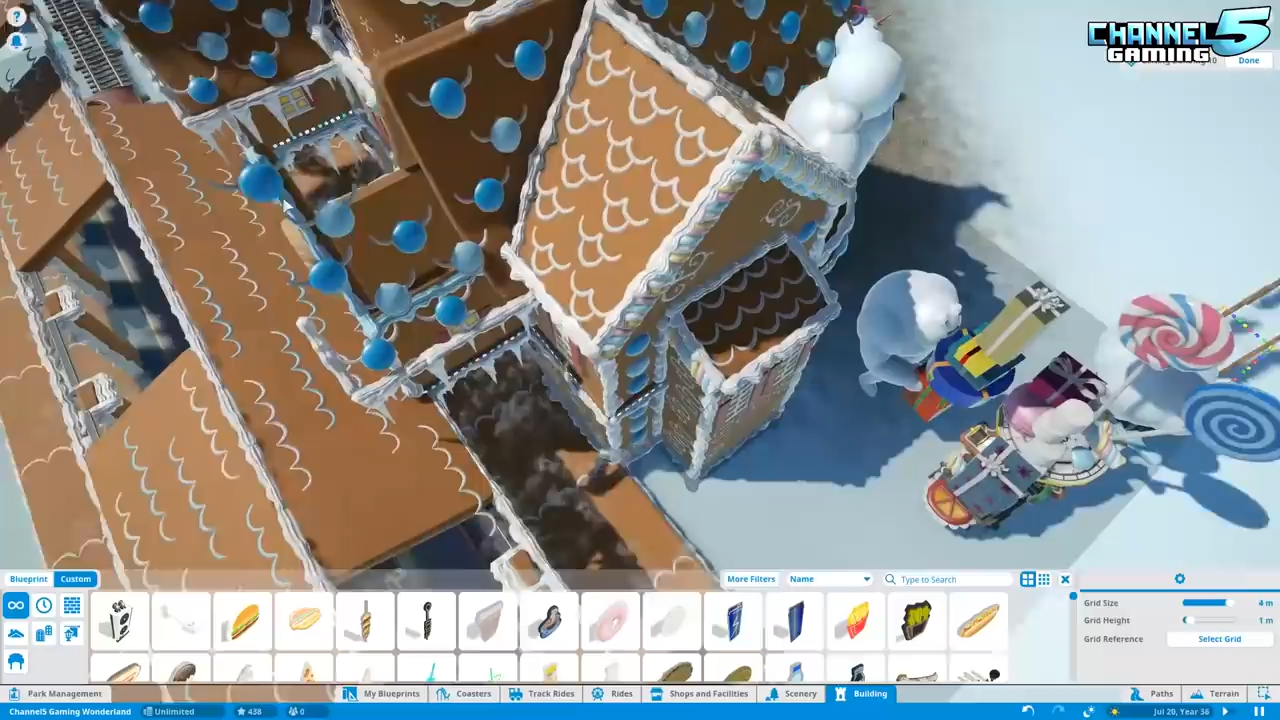 CHANNEL 5
GAMING
Done
Blueprint
Custom
More Filters
Name
Type to Search
Grid Size
4 m
Grid Height
1 m
Grid Reference
Select Grid
Park Management
My Blueprints
Coasters
Track Rides
Rides
Shops and Facilities
Scenery
Building
Paths
Terrain
Channel5 Gaming Wonderland
Unlimited
438
0
Jul 20, Year 36